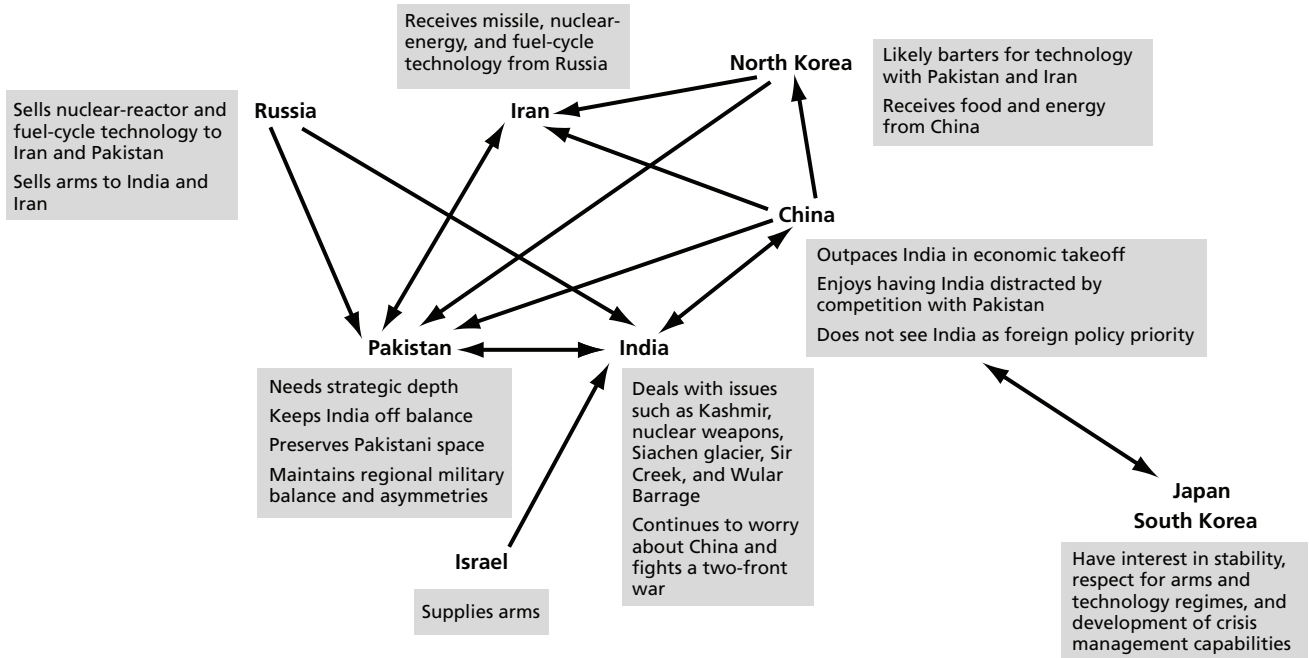 Receives missile, nuclear-
energy, and fuel-cycle
technology from Russia
North Korea
Likely barters for technology
with Pakistan and Iran
Receives food and energy
from China
Sells nuclear-reactor and
fuel-cycle technology to
Iran and Pakistan
Sells arms to India and
Iran
Russia
Iran
China
Outpaces India in economic takeoff
Enjoys having India distracted by
competition with Pakistan
Does not see India as foreign policy priority
Pakistan
Needs strategic depth
Keeps India off balance
Preserves Pakistani space
Maintains regional military
balance and asymmetries
India
Deals with issues
such as Kashmir,
nuclear weapons,
Siachen glacier, Sir
Creek, and Wular
Barrage
Continues to worry
about China and
fights a two-front
war
Israel
Supplies arms
Japan
South Korea
Have interest in stability,
respect for arms and
technology regimes, and
development of crisis
management capabilities